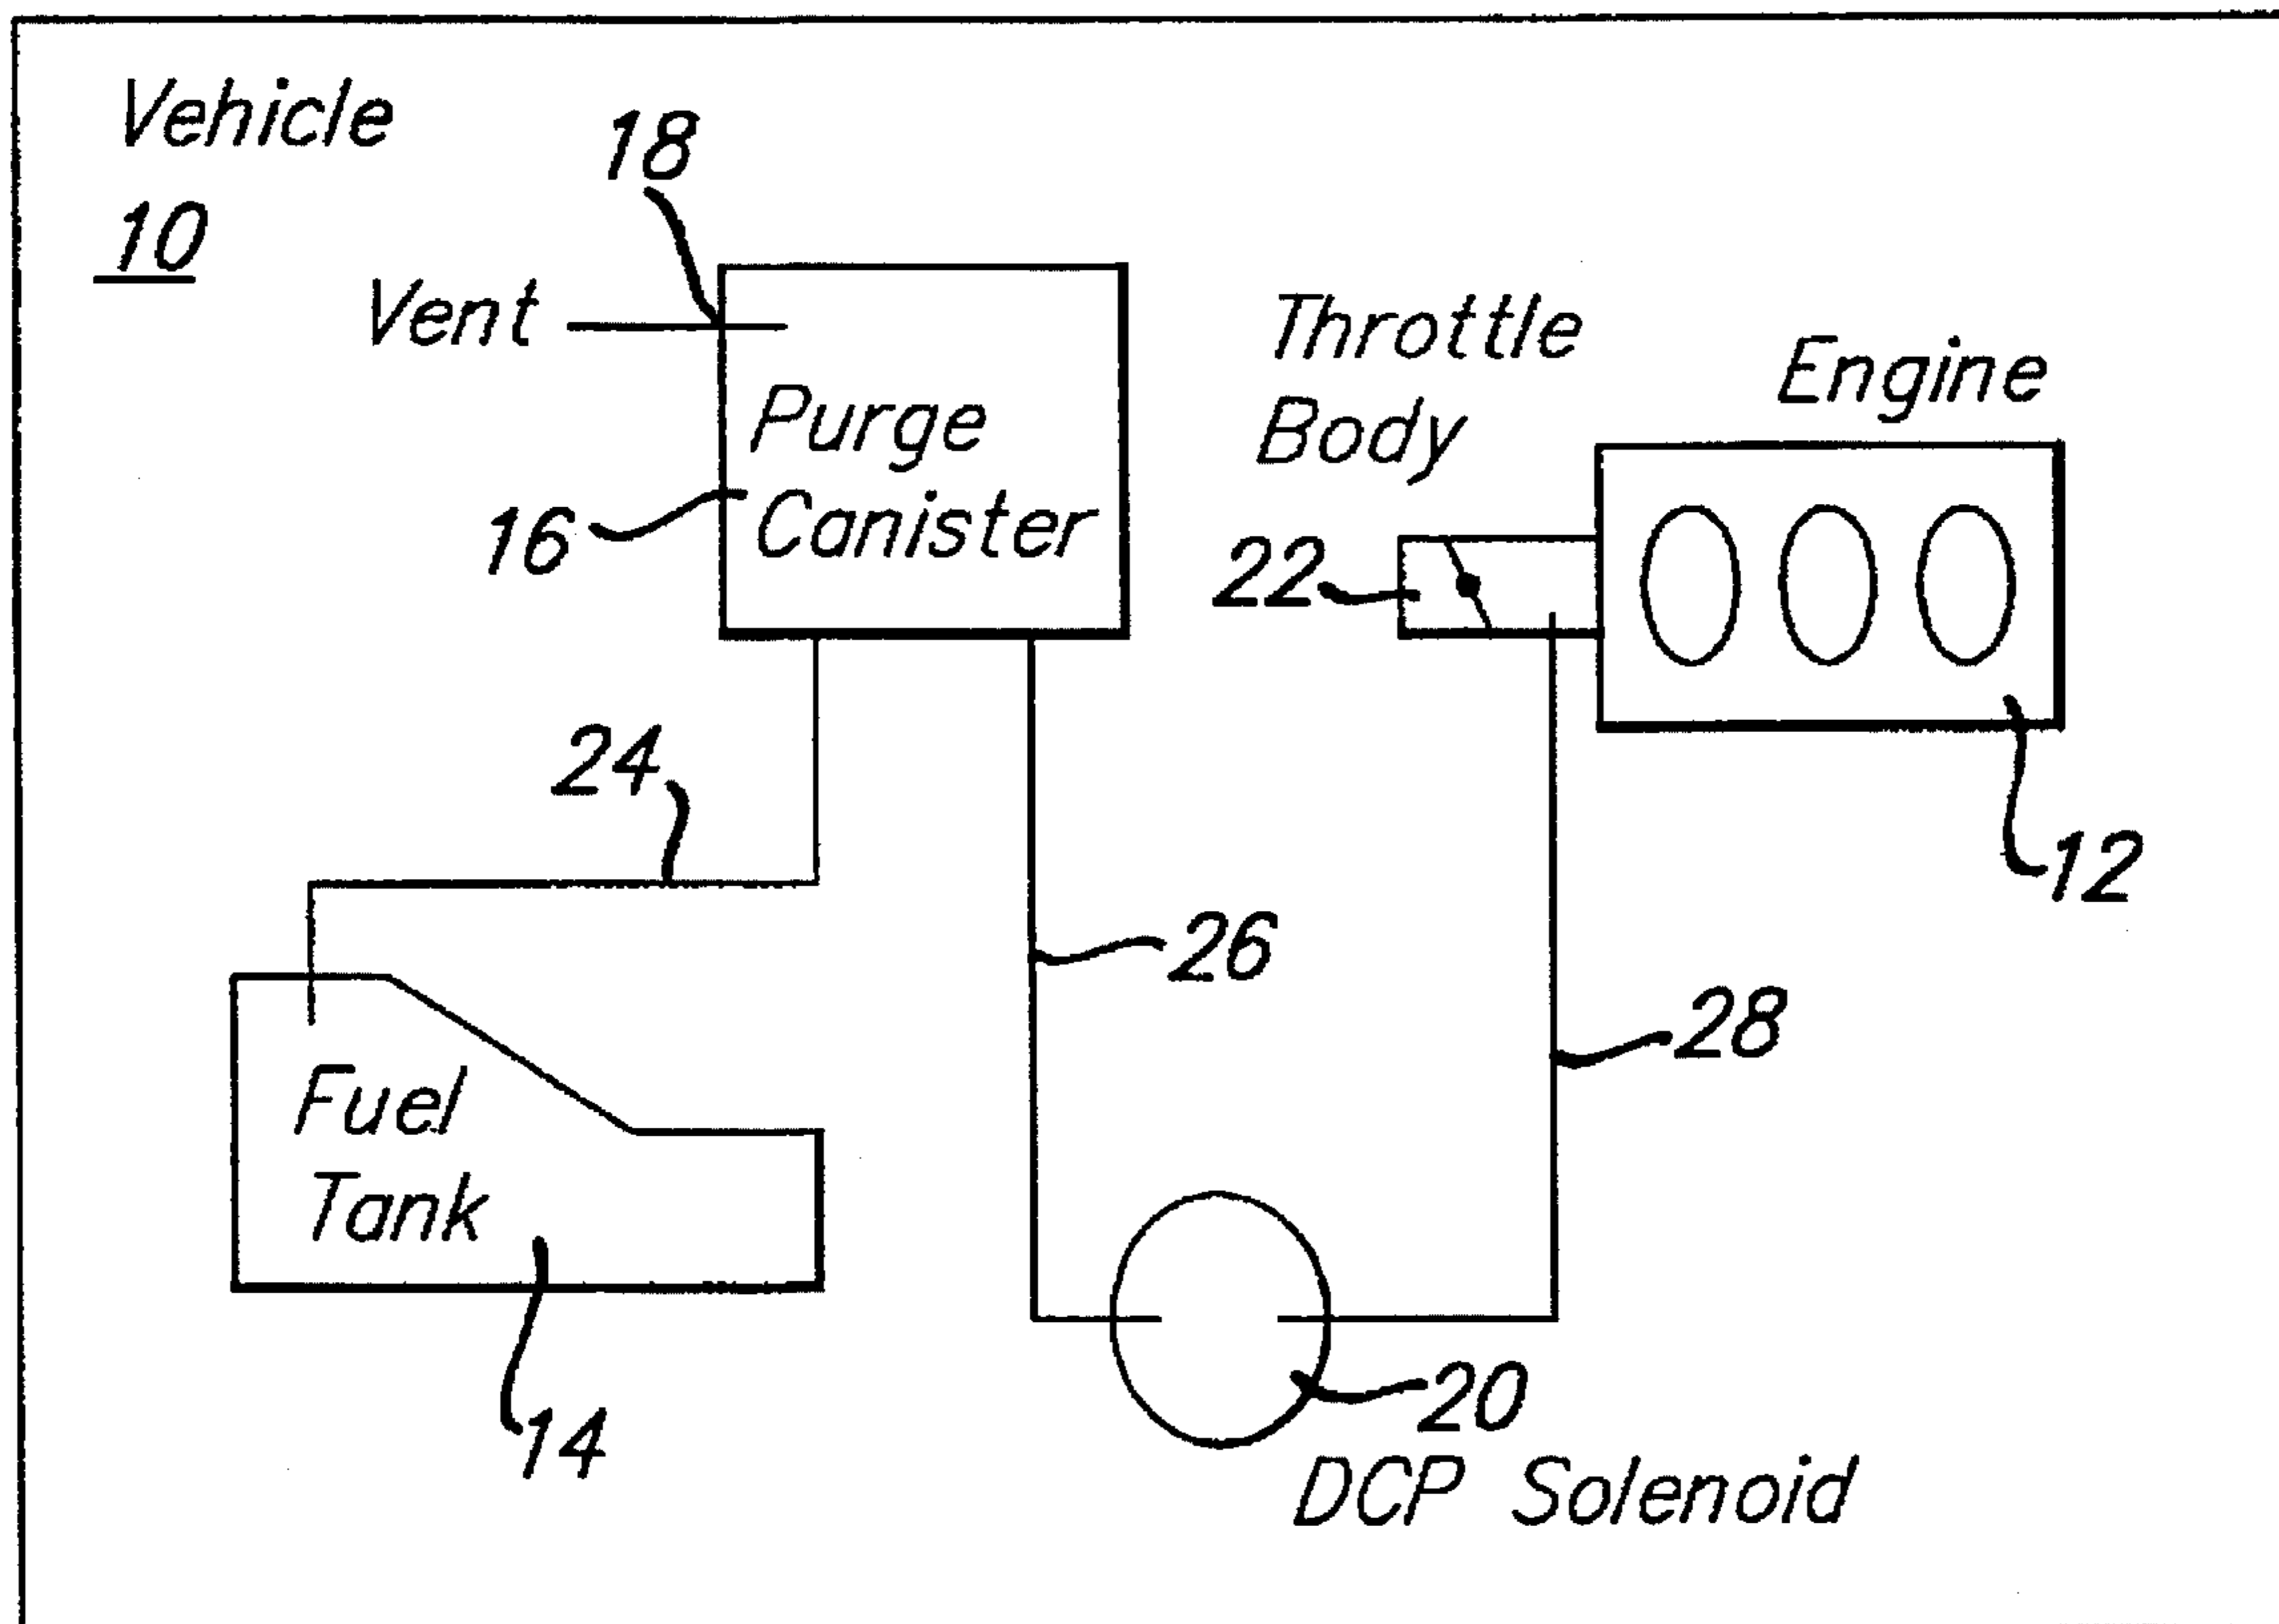 Vehicle
10
18
Vent
Purge
Canister
16
Throttle
Body
Engine
22
12
24
26
28
Fuel
Tank
14
20
DCP Solenoid